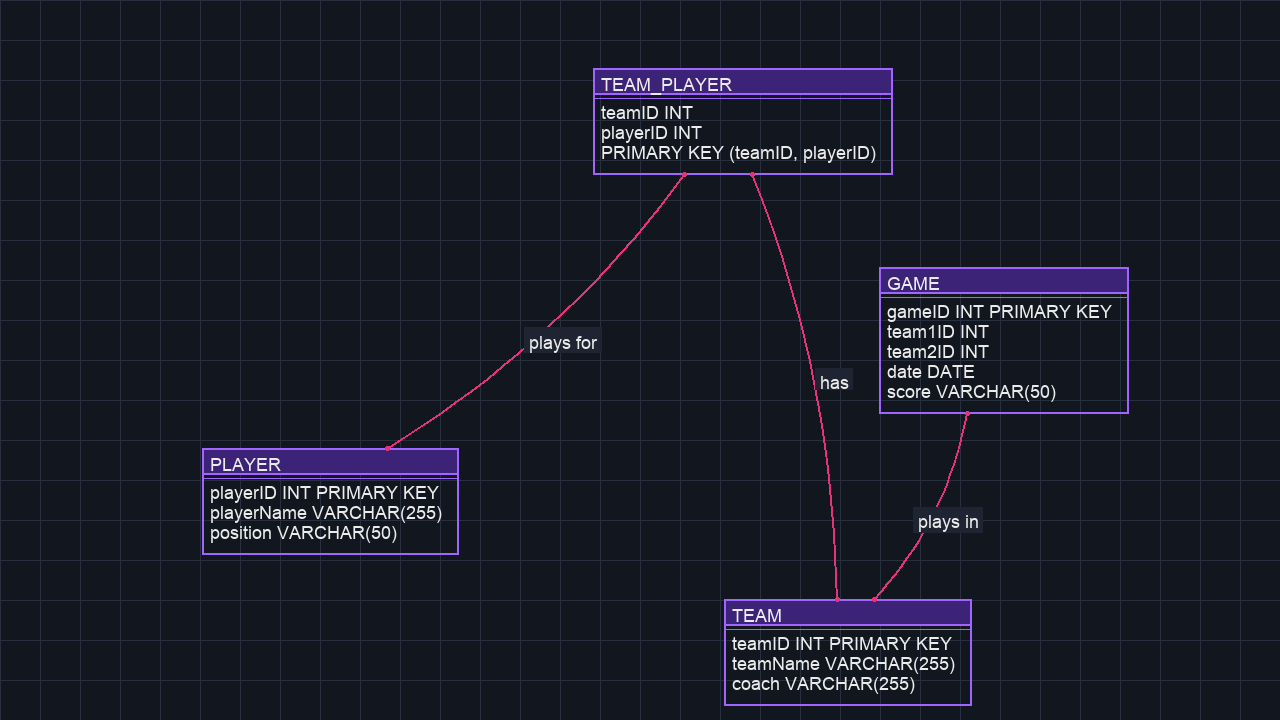 TEAM_PLAYER
teamID INT
playerID INT
PRIMARY KEY (teamID, playerID)
GAME
gameID INT PRIMARY KEY
team1ID INT
team2ID INT
date DATE
score VARCHAR(50)
plays for
has
PLAYER
playerID INT PRIMARY KEY
playerName VARCHAR(255)
position VARCHAR(50)
plays in
TEAM
teamID INT PRIMARY KEY
teamName VARCHAR(255)
coach VARCHAR(255)